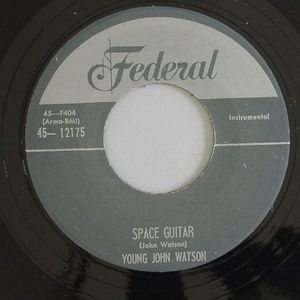 Federal
45-F404
(Armo-BMI)
45-12175
Instrumental
SPACE GUITAR
(John Watson)
YOUNG JOHN WATSON